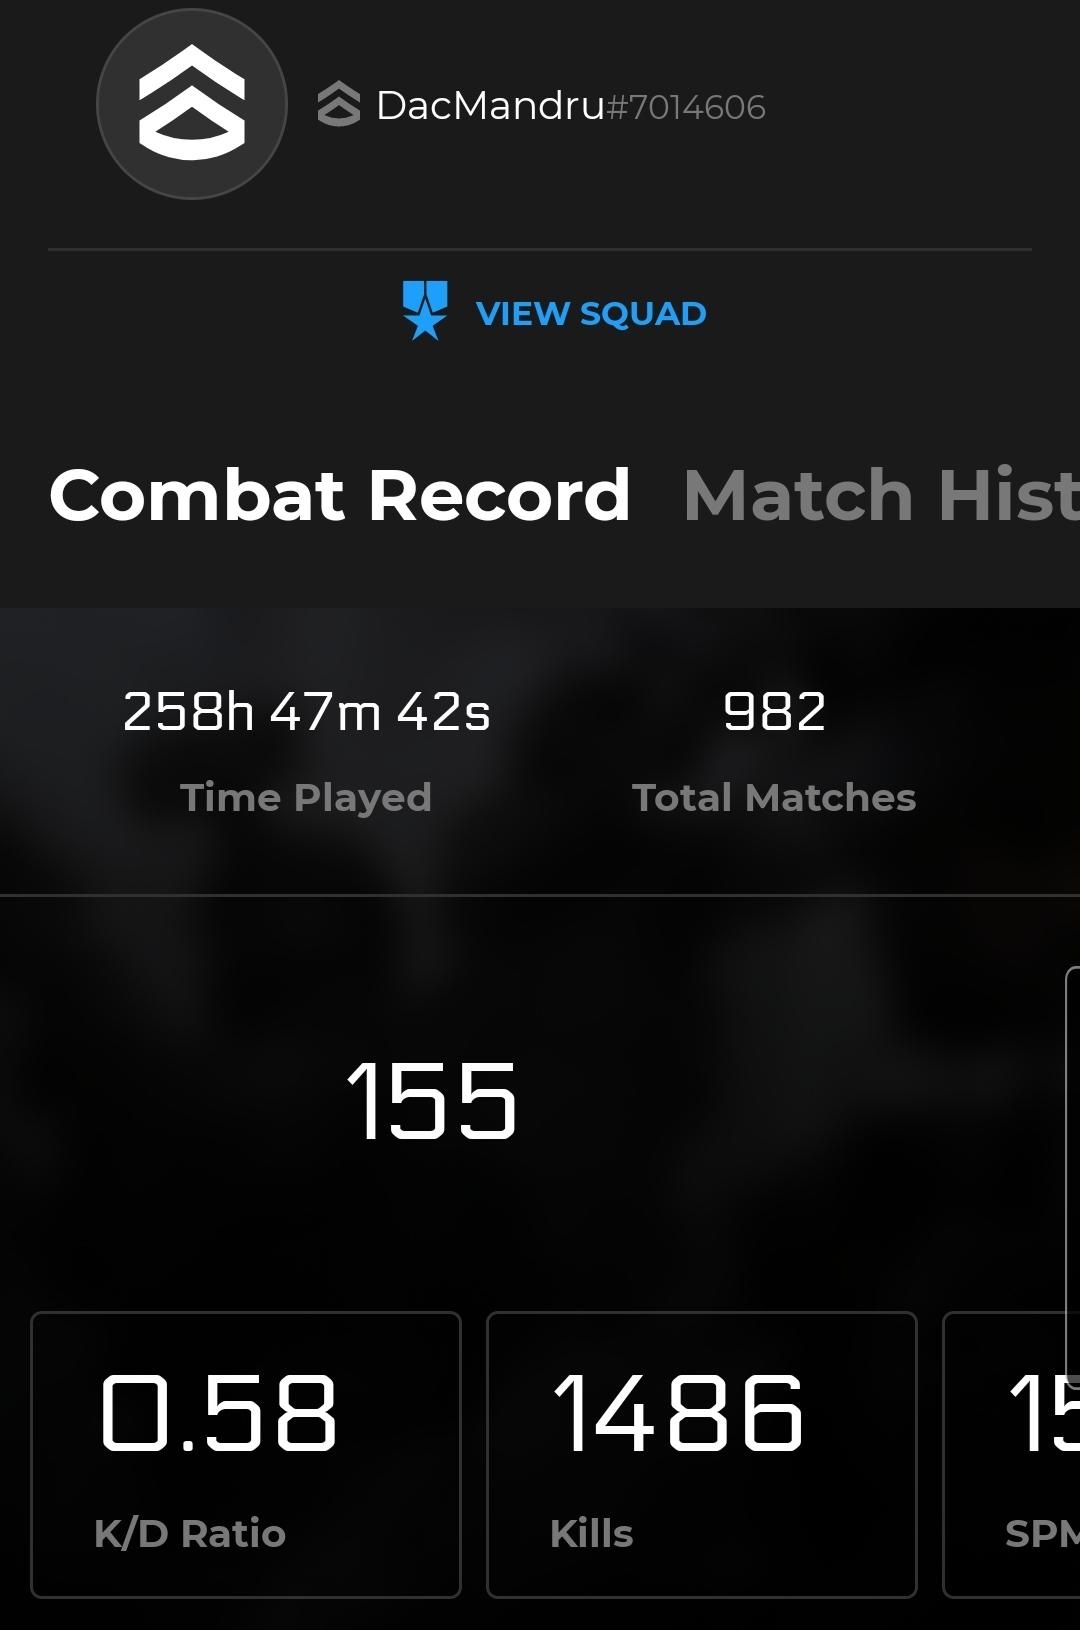 DacMandru#7014606
VIEW SQUAD
Combat Record Match Hist
258h 47m 42s 982
Time Played Total Matches
155
0.58 1486 15
K/D Ratio Kills SPM